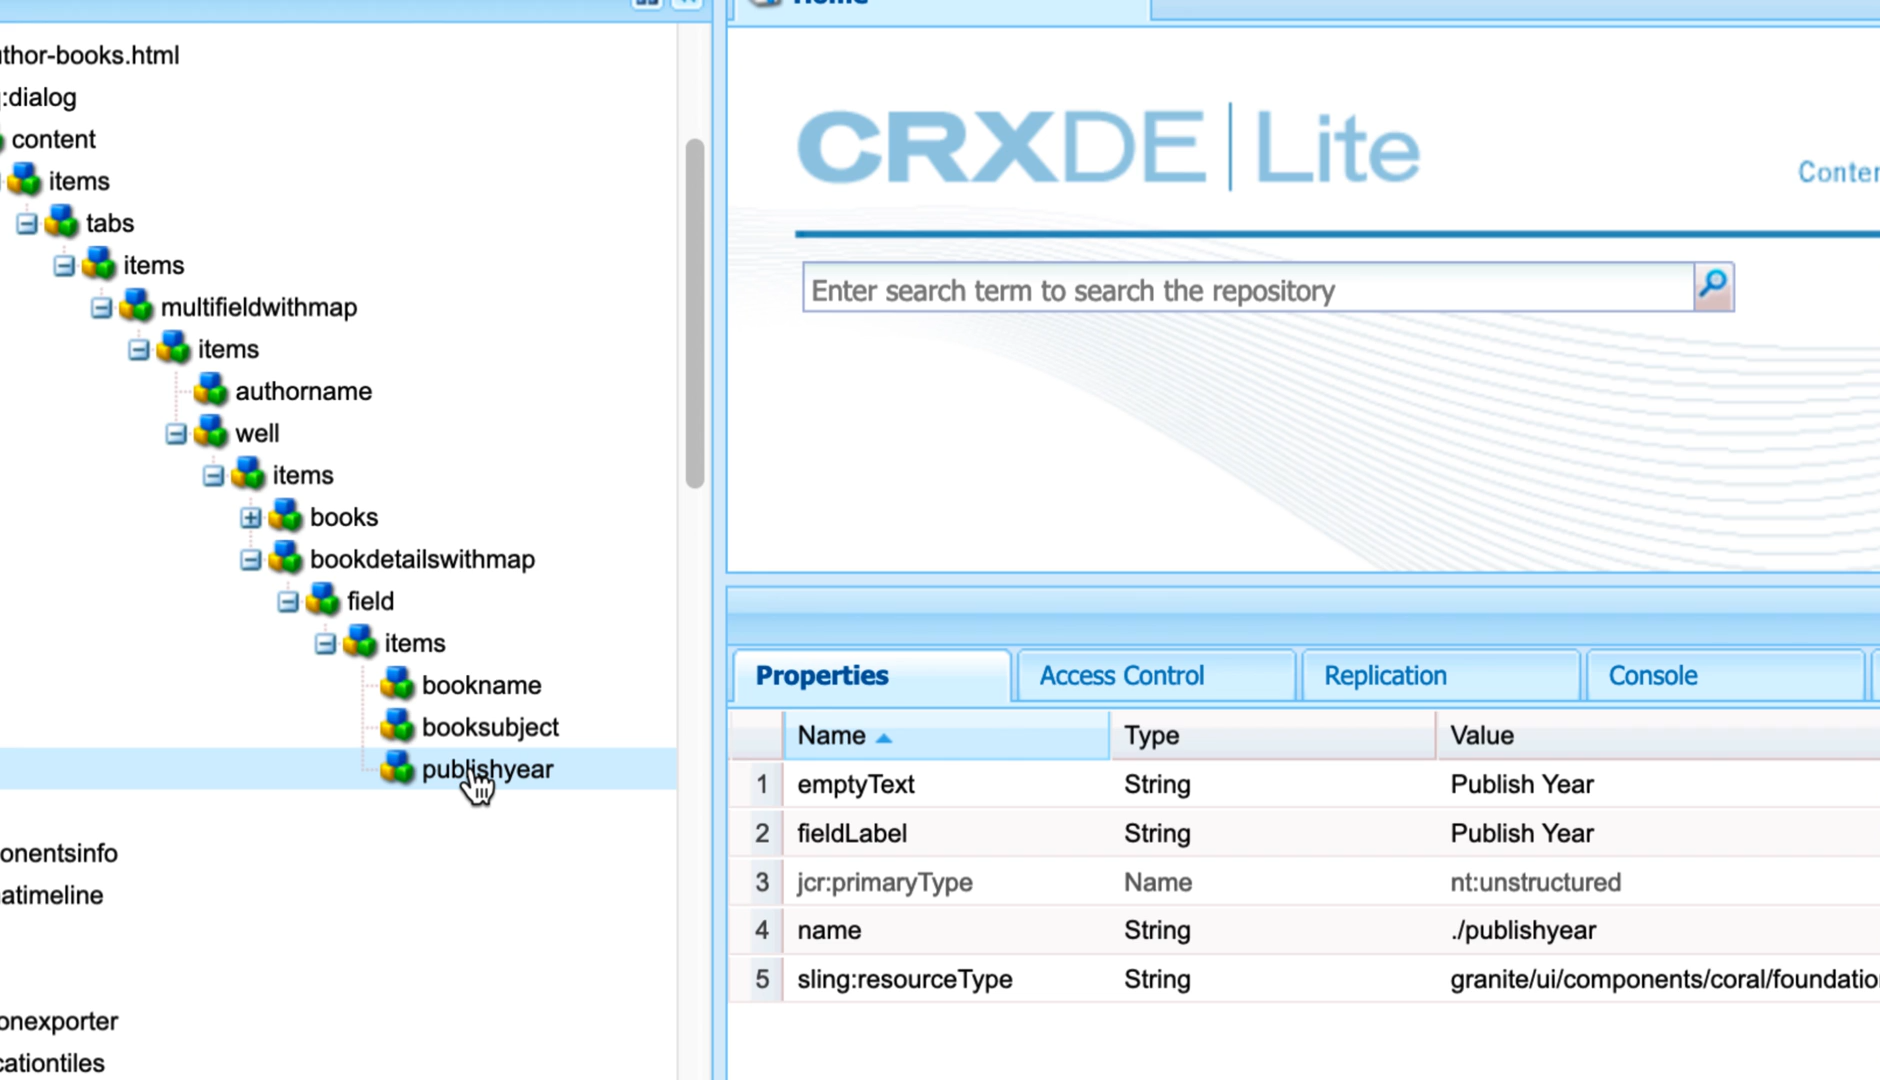 thor-books.html
:dialog
content
items
tabs
items
multifieldwithmap
items
authorname
well
items
books
bookdetailswithmap
field
items
bookname
booksubject
publishyear
onentsinfo
atimeline
onexporter
cationtiles
Home
CRXDE | Lite
Conten
Enter search term to search the repository
Properties Access Control Replication Console
Name Type Value
1 emptyText String Publish Year
2 fieldLabel String Publish Year
3 jcr:primaryType Name nt:unstructured
4 name String ./publishyear
5 sling:resourceType String granite/ui/components/coral/foundatio